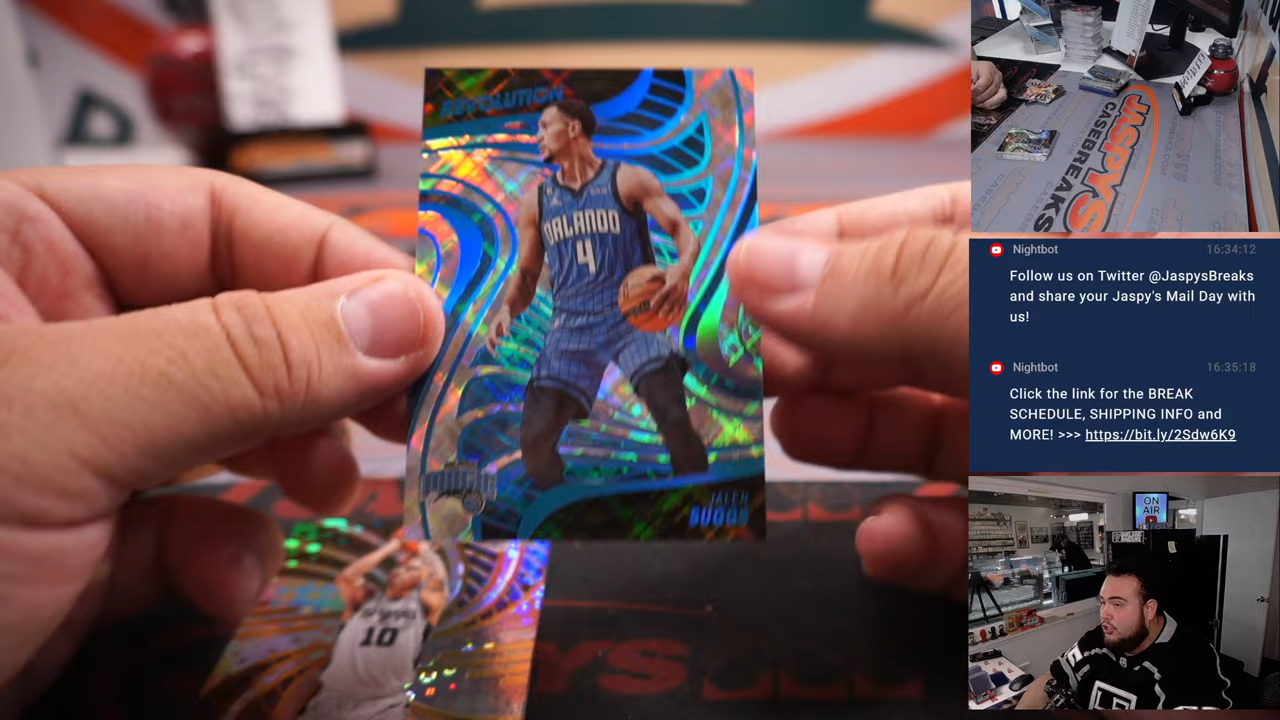 REVOLUTION
ORLANDO
4
MAGIC
JALEN
SUGGS
10
JASPYS
CASEBREAKS
Nightbot
16:34:12
Follow us on Twitter @JaspysBreaks
and share your Jaspy's Mail Day with
us!
Nightbot
16:35:18
Click the link for the BREAK
SCHEDULE, SHIPPING INFO and
MORE! >>> https://bit.ly/2Sdw6K9
ON
AIR